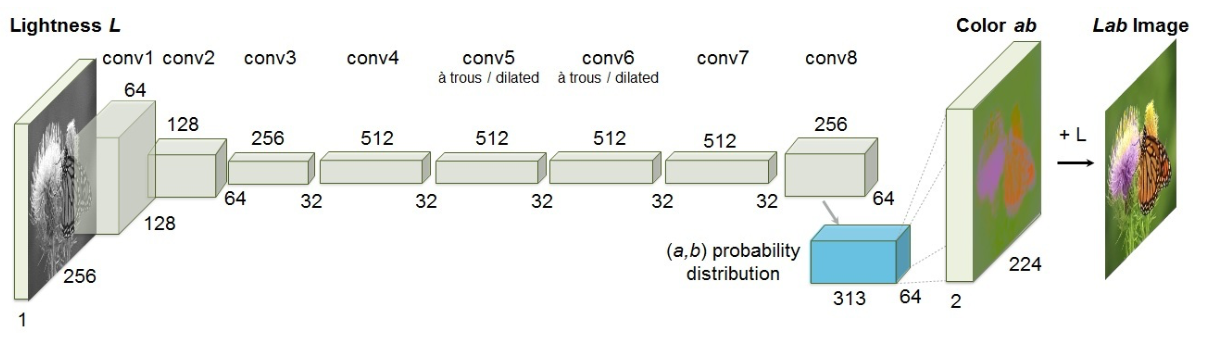 Lightness L
Color ab
Lab Image
conv1
conv2
conv3
conv4
conv5
à trous / dilated
conv6
à trous / dilated
conv7
conv8
64
128
256
512
512
512
512
256
+ L
128
64
32
32
32
32
32
64
256
1
(a,b) probability
distribution
313
64
2
224